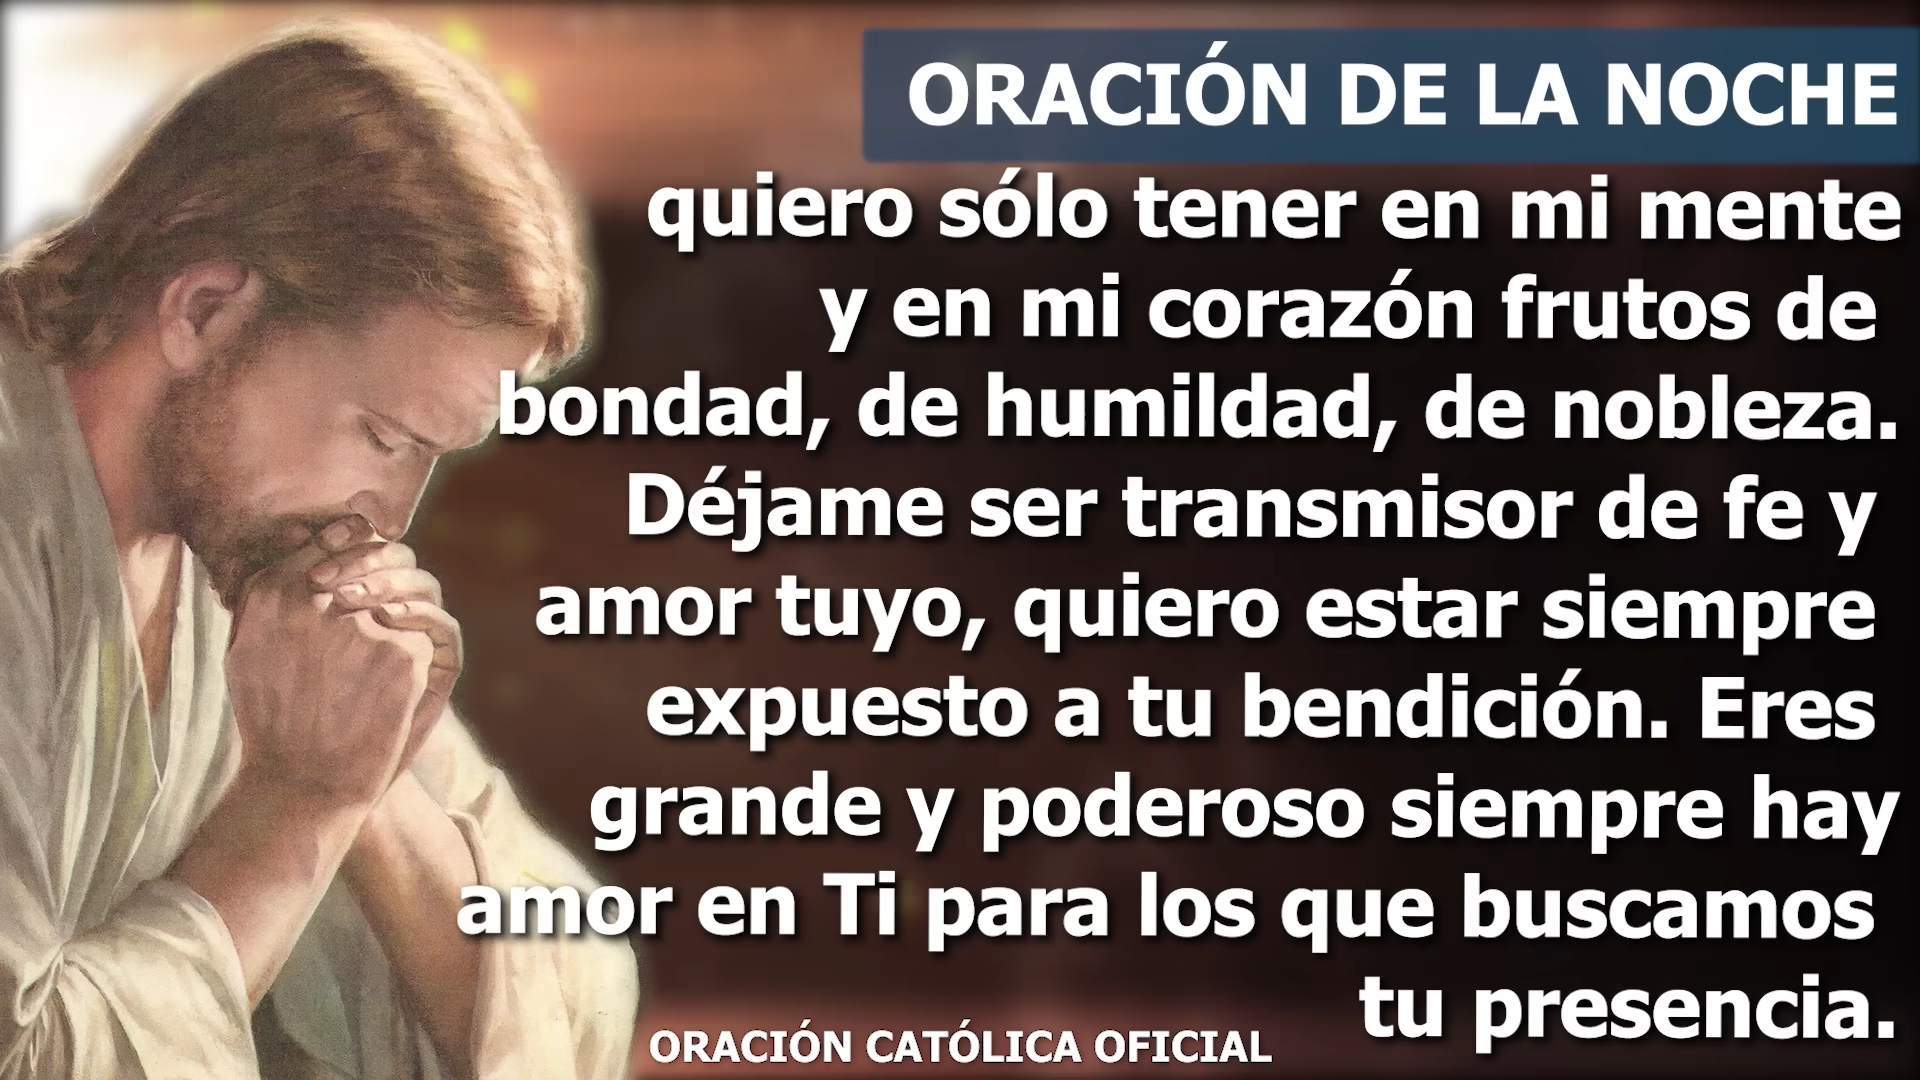 ORACIÓN DE LA NOCHE
quiero sólo tener en mi mente
y en mi corazón frutos de
bondad, de humildad, de nobleza.
Déjame ser transmisor de fe y
amor tuyo, quiero estar siempre
expuesto a tu bendición. Eres
grande y poderoso siempre hay
amor en Ti para los que buscamos
tu presencia.
ORACIÓN CATÓLICA OFICIAL